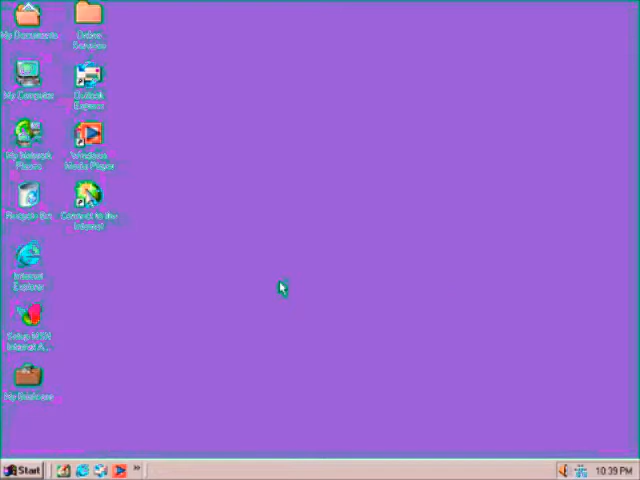 My Documents
Online
Services
My Computer
Outlook
Express
My Network
Places
Windows
Media Player
Recycle Bin
Connect to the
Internet
Internet
Explorer
Setup MSN
Internet A...
My Briefcase
Start
10:39 PM